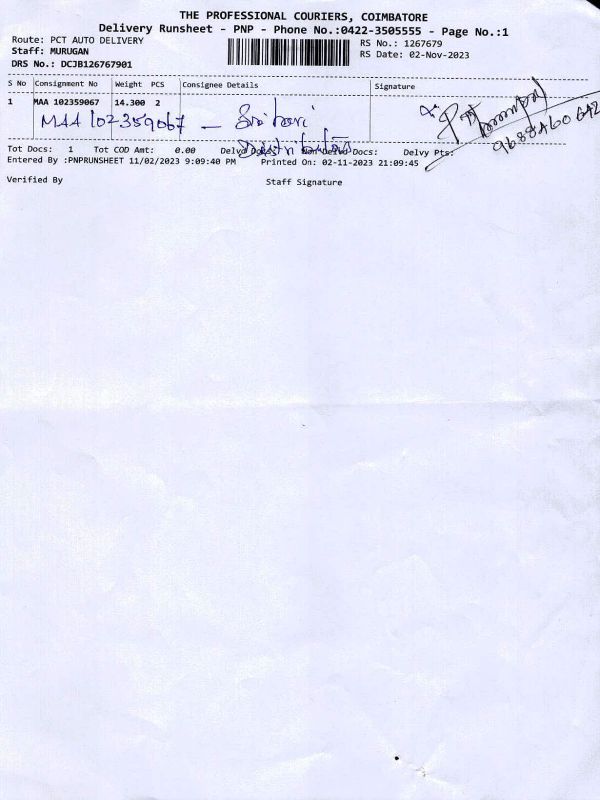 THE PROFESSIONAL COURIERS, COIMBATORE
Delivery Runsheet - PNP - Phone No.:0422-3505555 - Page No.:1
Route: PCT AUTO DELIVERY
RS No.: 1267679
Staff: MURUGAN
RS Date: 02-Nov-2023
DRS No.: DCJB126767901
S No Consignment No Weight PCS Consignee Details Signature
1 MAA 102359067 14.300 2
MAA 102359067 - Sri hari
Distributors
Tot Docs: 1 Tot COD Amt: 0.00 Delvd Docs: Non Delvd Docs: Delvy Pts:
Entered By :PNPRUNSHEET 11/02/2023 9:09:40 PM Printed On: 02-11-2023 21:09:45
Verified By Staff Signature